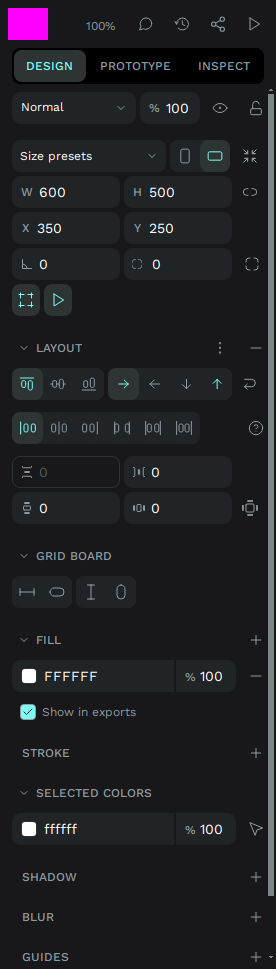 100%
DESIGN PROTOTYPE INSPECT
Normal % 100
Size presets
W 600 H 500
X 350 Y 250
0 0
LAYOUT
0 0
0 0
GRID BOARD
FILL
FFFFFF % 100
Show in exports
STROKE
SELECTED COLORS
ffffff % 100
SHADOW
BLUR
GUIDES